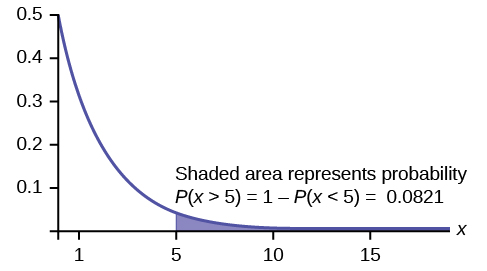 0.5
0.4
0.3
0.2
0.1
Shaded area represents probability
P(x > 5) = 1 – P(x < 5) = 0.0821
x
1 5 10 15